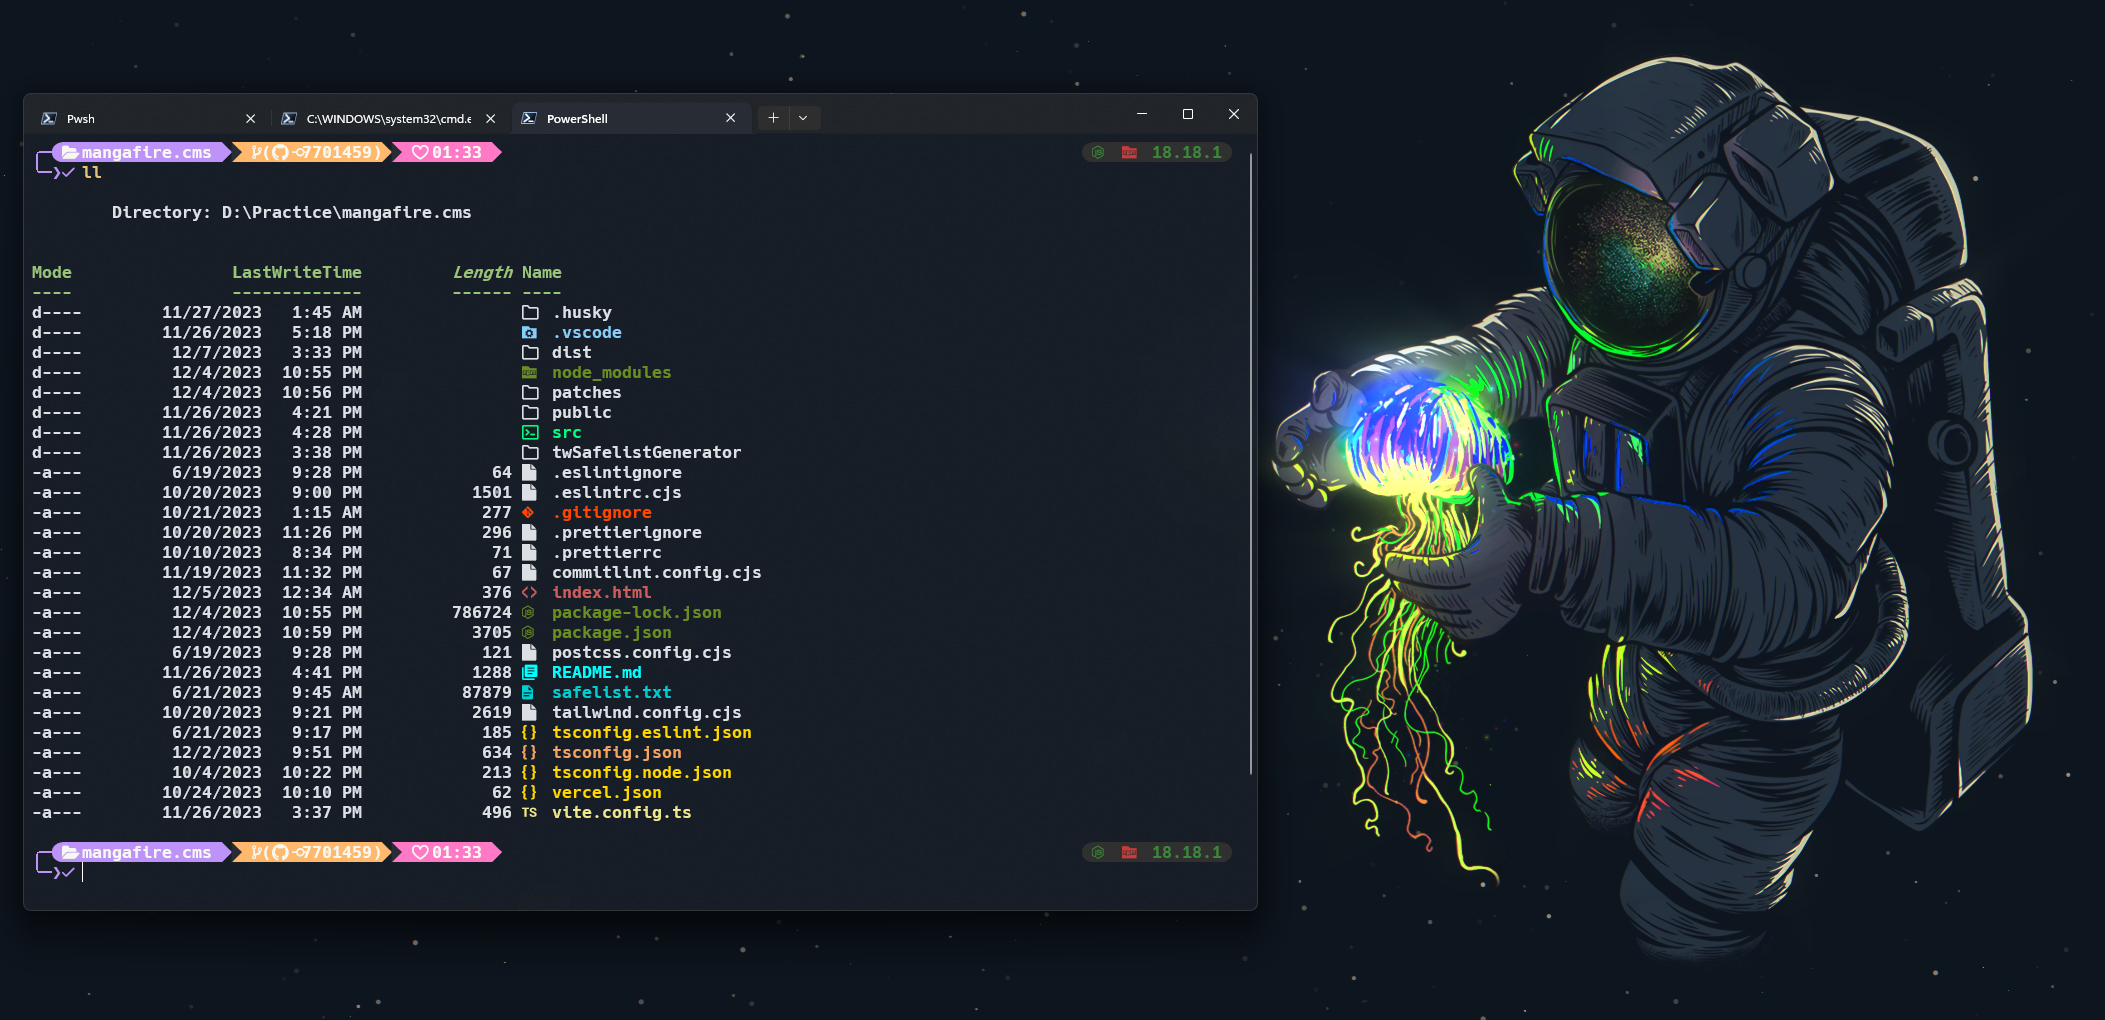 Pwsh C:\WINDOWS\system32\cmd.e PowerShell
mangafire.cms (7701459) 01:33 18.18.1
ll
Directory: D:\Practice\mangafire.cms
Mode LastWriteTime Length Name
---- ------------- ------ ----
d---- 11/27/2023 1:45 AM .husky
d---- 11/26/2023 5:18 PM .vscode
d---- 12/7/2023 3:33 PM dist
d---- 12/4/2023 10:55 PM node_modules
d---- 12/4/2023 10:56 PM patches
d---- 11/26/2023 4:21 PM public
d---- 11/26/2023 4:28 PM src
d---- 11/26/2023 3:38 PM twSafelistGenerator
-a--- 6/19/2023 9:28 PM 64 .eslintignore
-a--- 10/20/2023 9:00 PM 1501 .eslintrc.cjs
-a--- 10/21/2023 1:15 AM 277 .gitignore
-a--- 10/20/2023 11:26 PM 296 .prettierignore
-a--- 10/10/2023 8:34 PM 71 .prettierrc
-a--- 11/19/2023 11:32 PM 67 commitlint.config.cjs
-a--- 12/5/2023 12:34 AM 376 index.html
-a--- 12/4/2023 10:55 PM 786724 package-lock.json
-a--- 12/4/2023 10:59 PM 3705 package.json
-a--- 6/19/2023 9:28 PM 121 postcss.config.cjs
-a--- 11/26/2023 4:41 PM 1288 README.md
-a--- 6/21/2023 9:45 AM 87879 safelist.txt
-a--- 10/20/2023 9:21 PM 2619 tailwind.config.cjs
-a--- 6/21/2023 9:17 PM 185 {} tsconfig.eslint.json
-a--- 12/2/2023 9:51 PM 634 {} tsconfig.json
-a--- 10/4/2023 10:22 PM 213 {} tsconfig.node.json
-a--- 10/24/2023 10:10 PM 62 {} vercel.json
-a--- 11/26/2023 3:37 PM 496 TS vite.config.ts
mangafire.cms (7701459) 01:33 18.18.1